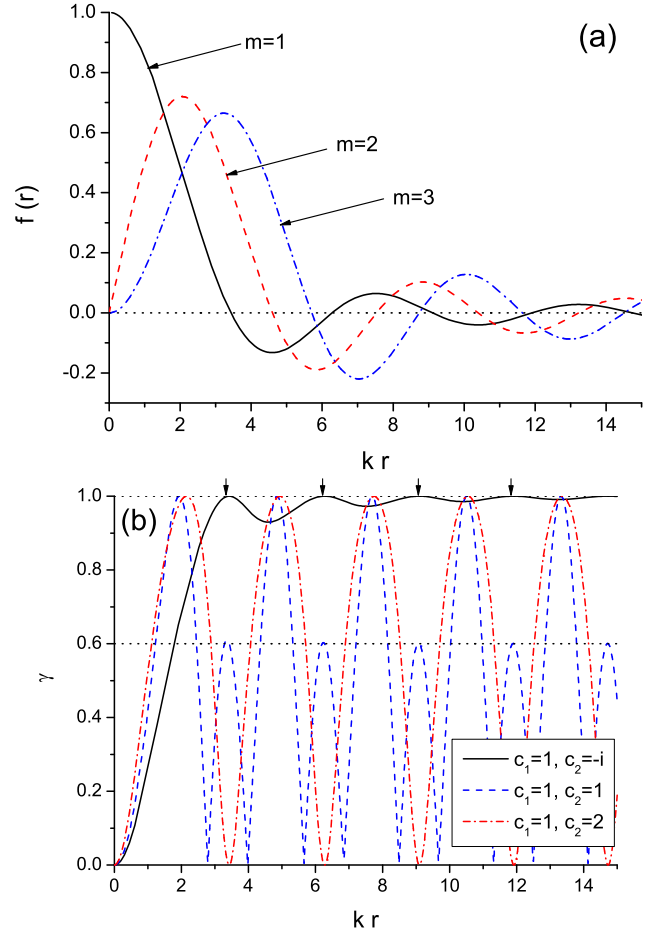 (a)
m=1
m=2
m=3
f (r)
1.0
0.8
0.6
0.4
0.2
0.0
-0.2
0 2 4 6 8 10 12 14
k r
(b)
γ
1.0
0.8
0.6
0.4
0.2
0.0
c₁=1, c₂=-i
c₁=1, c₂=1
c₁=1, c₂=2
0 2 4 6 8 10 12 14
k r